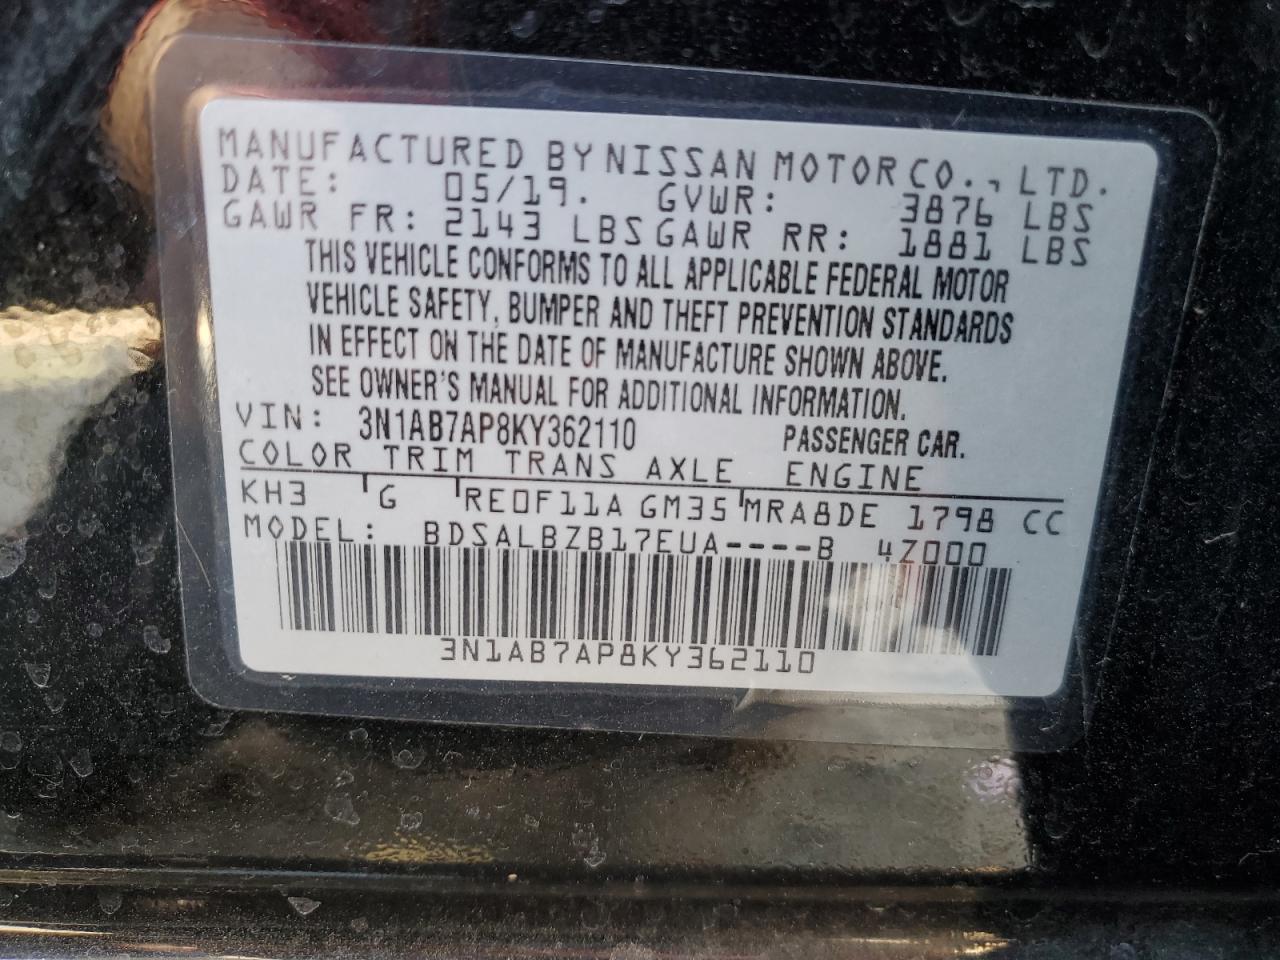 MANUFACTURED BY NISSAN MOTOR CO., LTD.
DATE: 05/19. GVWR: 3876 LBS
GAWR FR: 2143 LBS GAWR RR: 1881 LBS
THIS VEHICLE CONFORMS TO ALL APPLICABLE FEDERAL MOTOR
VEHICLE SAFETY, BUMPER AND THEFT PREVENTION STANDARDS
IN EFFECT ON THE DATE OF MANUFACTURE SHOWN ABOVE.
SEE OWNER'S MANUAL FOR ADDITIONAL INFORMATION.
VIN: 3N1AB7AP8KY362110 PASSENGER CAR.
COLOR TRIM TRANS AXLE ENGINE
KH3 G RE0F11A GM35 MRA8DE 1798 CC
MODEL: BDSALBZB17EUA----B 4Z000
3N1AB7AP8KY362110